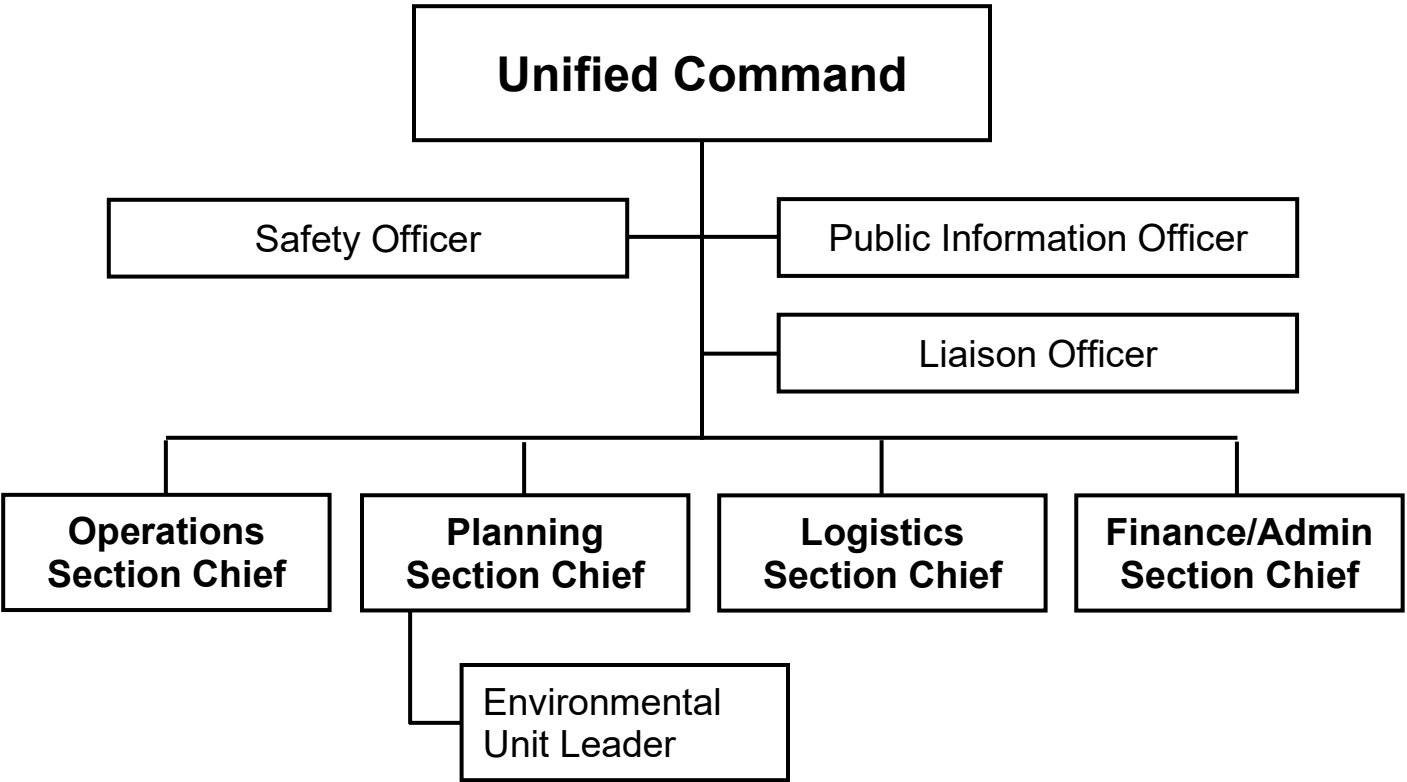 Unified Command
Safety Officer
Public Information Officer
Liaison Officer
Operations
Section Chief
Planning
Section Chief
Logistics
Section Chief
Finance/Admin
Section Chief
Environmental
Unit Leader